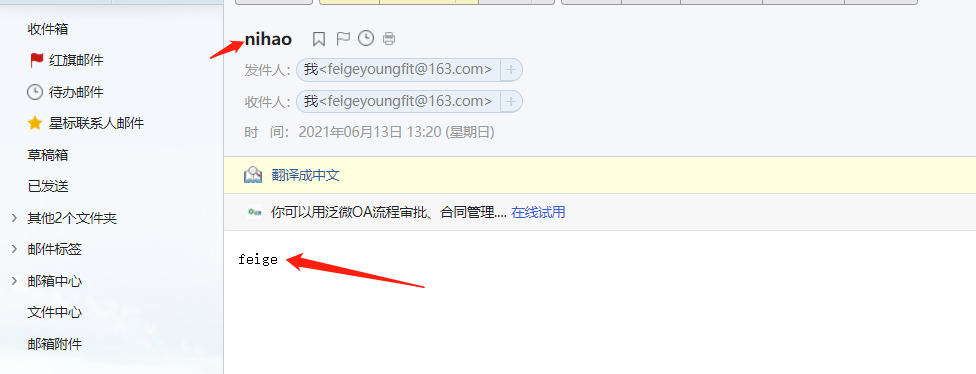 收件箱
红旗邮件
待办邮件
星标联系人邮件
草稿箱
已发送
其他2个文件夹
邮件标签
邮箱中心
文件中心
邮箱附件
nihao
发件人： 我<feigeyoungfit@163.com>
收件人： 我<feigeyoungfit@163.com>
时 间： 2021年06月13日 13:20 (星期日)
翻译成中文
你可以用泛微OA流程审批、合同管理.... 在线试用
feige